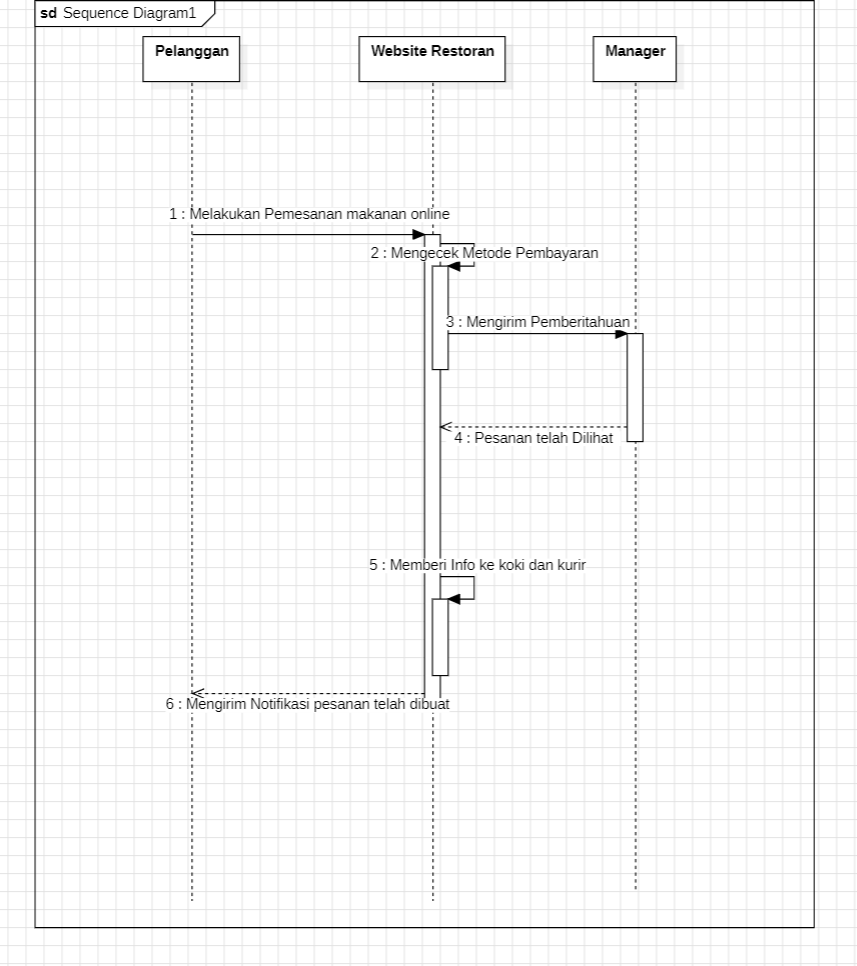 sd Sequence Diagram1
Pelanggan
Website Restoran
Manager
1 : Melakukan Pemesanan makanan online
2 : Mengecek Metode Pembayaran
3 : Mengirim Pemberitahuan
4 : Pesanan telah Dilihat
5 : Memberi Info ke koki dan kurir
6 : Mengirim Notifikasi pesanan telah dibuat